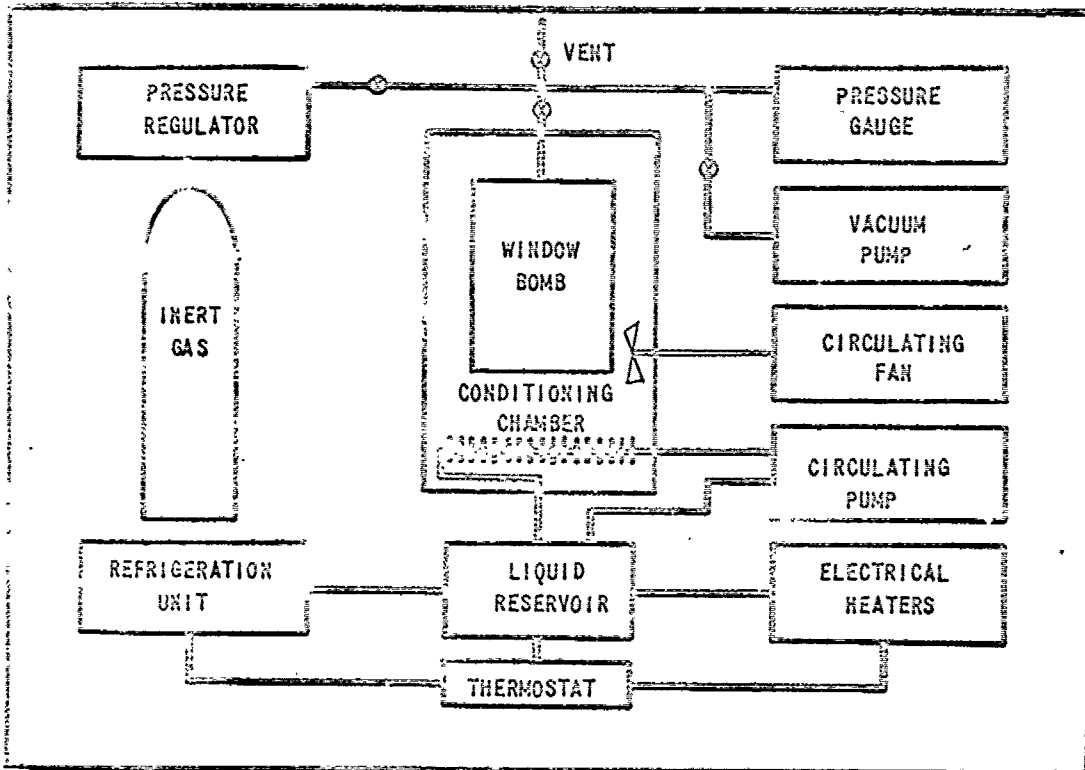 VENT
PRESSURE
REGULATOR
PRESSURE
GAUGE
VACUUM
PUMP
WINDOW
BOMB
INERT
GAS
CIRCULATING
FAN
CONDITIONING
CHAMBER
CIRCULATING
PUMP
REFRIGERATION
UNIT
LIQUID
RESERVOIR
ELECTRICAL
HEATERS
THERMOSTAT